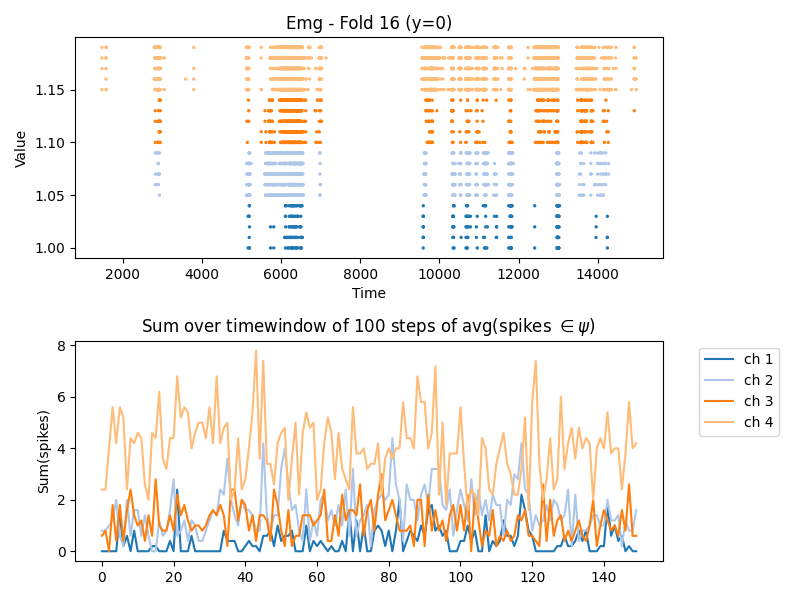 Emg - Fold 16 (y=0)
Value
1.15
1.10
1.05
1.00
2000 4000 6000 8000 10000 12000 14000
Time
Sum over timewindow of 100 steps of avg(spikes ∈ψ)
Sum(spikes)
8
6
4
2
0
0 20 40 60 80 100 120 140
ch 1
ch 2
ch 3
ch 4